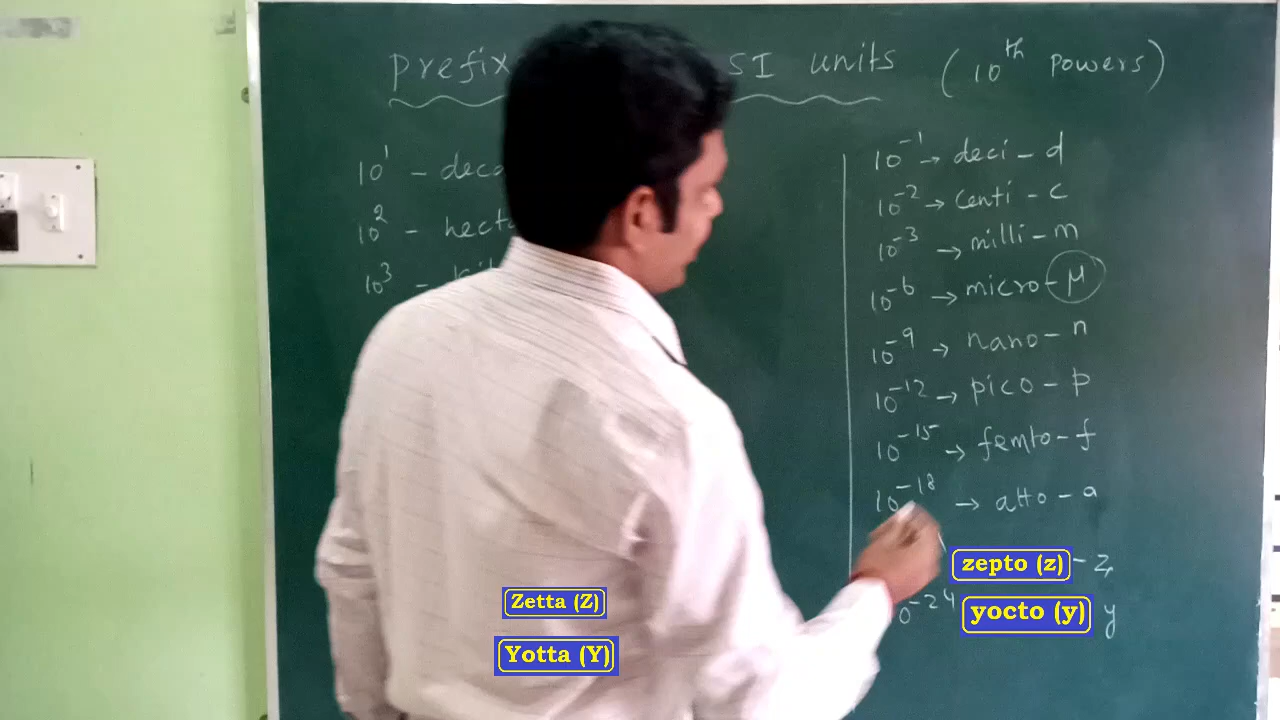 prefix SI units (10th powers)
10¹ - deca
10² - hecto
10³ - Kil
10⁻¹ → deci - d
10⁻² → centi - c
10⁻³ → milli - m
10⁻⁶ → micro - μ
10⁻⁹ → nano - n
10⁻¹² → pico - p
10⁻¹⁵ → femto - f
10⁻¹⁸ → atto - a
zepto (z) - z
0⁻²⁴ yocto (y) y
Zetta (Z)
Yotta (Y)